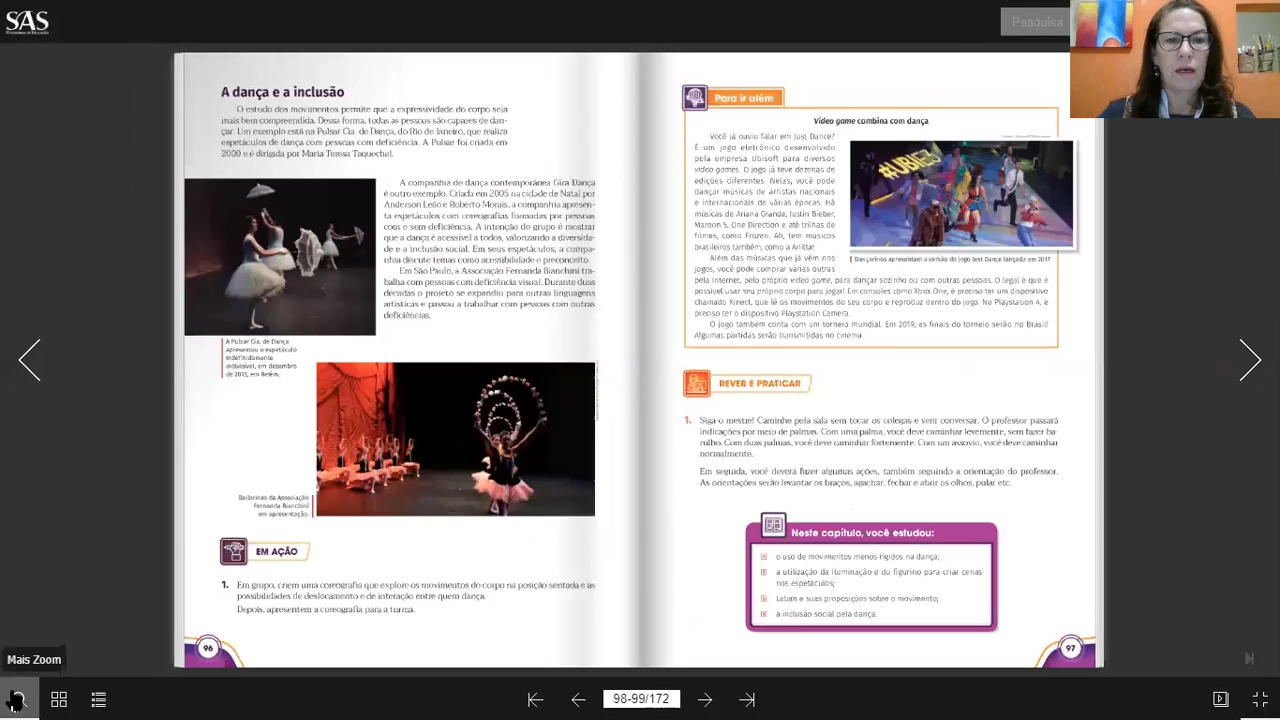 SAS
Plataforma de Educação
Pesquisa
A dança e a inclusão
O estudo dos movimentos permite que a expressividade do corpo seja
mais bem compreendida. Dessa forma, todas as pessoas são capazes de dan-
çar. Um exemplo está na Pulsar Cia. de Dança, do Rio de Janeiro, que realiza
espetáculos de dança com pessoas com deficiência. A Pulsar foi criada em
2000 e é dirigida por Maria Teresa Taquechel.
A companhia de dança contemporânea Gira Dança
é outro exemplo. Criada em 2005 na cidade de Natal por
Anderson Leão e Roberto Morais, a companhia apresen-
ta espetáculos com coreografias formadas por pessoas
com e sem deficiência. A intenção do grupo é mostrar
que a dança é acessível a todos, valorizando a diversida-
de e a inclusão social. Em seus espetáculos, a compa-
nhia discute temas como acessibilidade e preconceito.
Em São Paulo, a Associação Fernanda Bianchini tra-
balha com pessoas com deficiência visual. Durante duas
décadas o projeto se expandiu para outras linguagens
artísticas e passou a trabalhar com pessoas com outras
deficiências.
A Pulsar Cia. de Dança
apresentou o espetáculo
Indefinidamente
indivisível, em dezembro
de 2013, em Belém.
Bailarinas da Associação
Fernanda Bianchini
em apresentação.
EM AÇÃO
1. Em grupo, criem uma coreografia que explore os movimentos do corpo na posição sentada e as
possibilidades de deslocamento e de interação entre quem dança.
Depois, apresentem a coreografia para a turma.
96
Para ir além
Video game combina com dança
Você já ouviu falar em Just Dance?
É um jogo eletrônico desenvolvido
pela empresa Ubisoft para diversos
video games. O jogo já teve dezenas de
edições diferentes. Nelas, você pode
dançar músicas de artistas nacionais
e internacionais de várias épocas. Há
músicas de Ariana Grande, Justin Bieber,
Maroon 5, One Direction e até trilhas de
filmes, como Frozen. Ah, tem músicos
brasileiros também, como a Anitta!
Além das músicas que já vêm nos
jogos, você pode comprar várias outras
pela internet, pelo próprio video game, para dançar sozinho ou com outras pessoas. O legal é que é
possível usar seu próprio corpo para jogar! Em consoles como Xbox One, é preciso ter um dispositivo
chamado Kinect, que lê os movimentos do seu corpo e reproduz dentro do jogo. No Playstation 4, é
preciso ter o dispositivo Playstation Camera.
O jogo também conta com um torneio mundial. Em 2019, as finais do torneio serão no Brasil!
Algumas partidas serão transmitidas no cinema.
#UBIE3
Dançarinos apresentam a versão do jogo Just Dance lançada em 2017
REVER E PRATICAR
1. Siga o mestre! Caminhe pela sala sem tocar os colegas e sem conversar. O professor passará
indicações por meio de palmas. Com uma palma, você deve caminhar levemente, sem fazer ba-
rulho. Com duas palmas, você deve caminhar fortemente. Com um assovio, você deve caminhar
normalmente.
Em seguida, você deverá fazer algumas ações, também seguindo a orientação do professor.
As orientações serão levantar os braços, agachar, fechar e abrir os olhos, pular etc.
Neste capítulo, você estudou:
o uso de movimentos menos rígidos na dança;
a utilização da iluminação e do figurino para criar cenas
nos espetáculos;
Laban e suas proposições sobre o movimento;
a inclusão social pela dança.
97
Mais Zoom
98-99/172